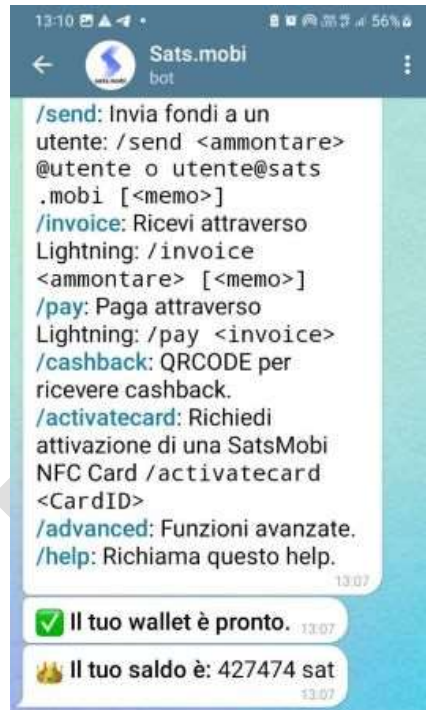 13:10
56%
Sats.mobi
bot
/send: Invia fondi a un
utente: /send <ammontare>
@utente o utente@sats
.mobi [<memo>]
/invoice: Ricevi attraverso
Lightning: /invoice
<ammontare> [<memo>]
/pay: Paga attraverso
Lightning: /pay <invoice>
/cashback: QRCODE per
ricevere cashback.
/activatecard: Richiedi
attivazione di una SatsMobi
NFC Card /activatecard
<CardID>
/advanced: Funzioni avanzate.
/help: Richiama questo help.
13:07
Il tuo wallet è pronto. 13:07
Il tuo saldo è: 427474 sat
13:07